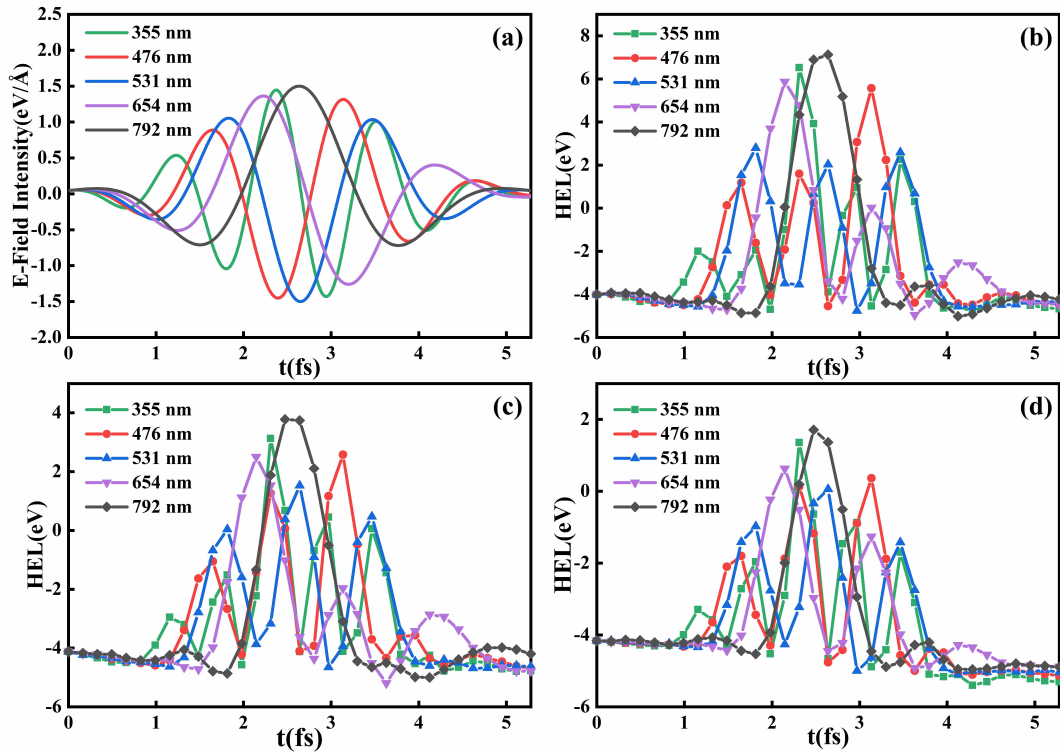 (a)
E-Field Intensity(eV/Å)
2.5
2.0
1.5
1.0
0.5
0.0
-0.5
-1.0
-1.5
-2.0
355 nm
476 nm
531 nm
654 nm
792 nm
0 1 2 3 4 5
t(fs)
(b)
HEL(eV)
8
6
4
2
0
-2
-4
-6
355 nm
476 nm
531 nm
654 nm
792 nm
0 1 2 3 4 5
t(fs)
(c)
HEL(eV)
4
2
0
-2
-4
-6
355 nm
476 nm
531 nm
654 nm
792 nm
0 1 2 3 4 5
t(fs)
(d)
HEL(eV)
2
0
-2
-4
-6
355 nm
476 nm
531 nm
654 nm
792 nm
0 1 2 3 4 5
t(fs)